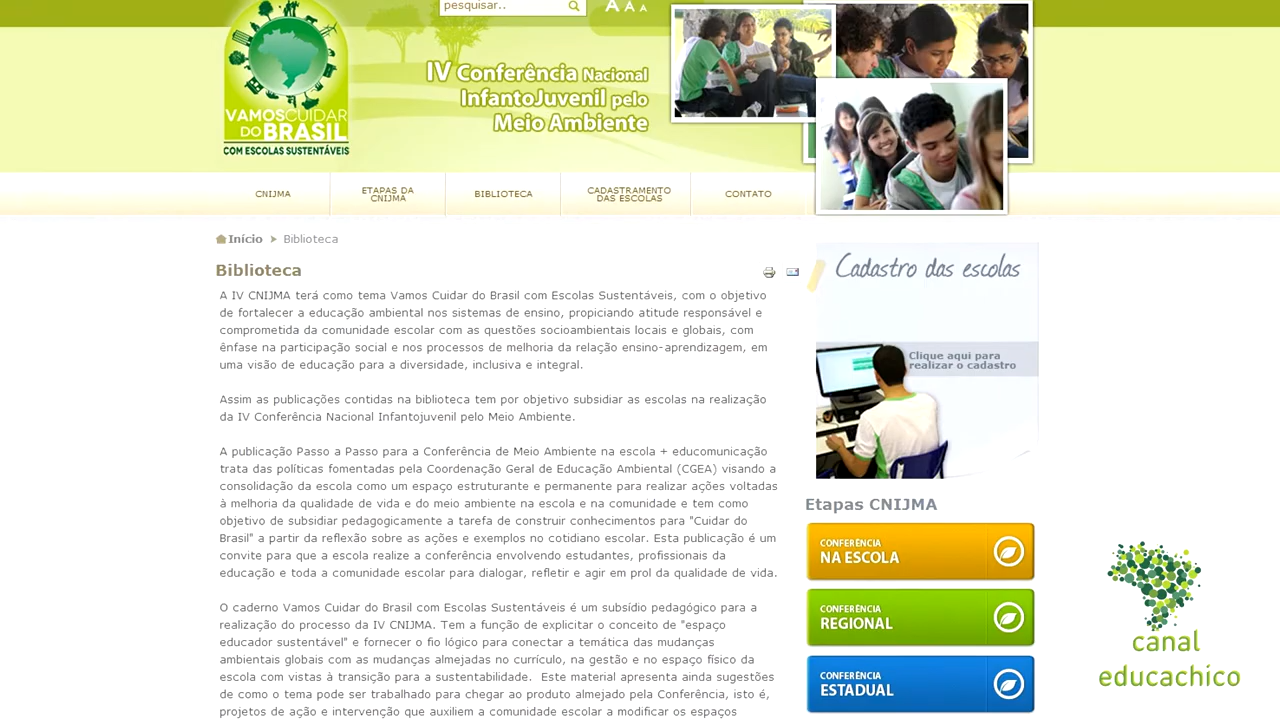 pesquisar..
A A A
VAMOSCUIDAR
DOBRASIL
COM ESCOLAS SUSTENTÁVEIS
IV Conferência Nacional
InfantoJuvenil pelo
Meio Ambiente
CNIJMA
ETAPAS DA
CNIJMA
BIBLIOTECA
CADASTRAMENTO
DAS ESCOLAS
CONTATO
Início
Biblioteca
Biblioteca
A IV CNIJMA terá como tema Vamos Cuidar do Brasil com Escolas Sustentáveis, com o objetivo
de fortalecer a educação ambiental nos sistemas de ensino, propiciando atitude responsável e
comprometida da comunidade escolar com as questões socioambientais locais e globais, com
ênfase na participação social e nos processos de melhoria da relação ensino-aprendizagem, em
uma visão de educação para a diversidade, inclusiva e integral.
Assim as publicações contidas na biblioteca tem por objetivo subsidiar as escolas na realização
da IV Conferência Nacional Infantojuvenil pelo Meio Ambiente.
A publicação Passo a Passo para a Conferência de Meio Ambiente na escola + educomunicação
trata das políticas fomentadas pela Coordenação Geral de Educação Ambiental (CGEA) visando a
consolidação da escola como um espaço estruturante e permanente para realizar ações voltadas
à melhoria da qualidade de vida e do meio ambiente na escola e na comunidade e tem como
objetivo de subsidiar pedagogicamente a tarefa de construir conhecimentos para "Cuidar do
Brasil" a partir da reflexão sobre as ações e exemplos no cotidiano escolar. Esta publicação é um
convite para que a escola realize a conferência envolvendo estudantes, profissionais da
educação e toda a comunidade escolar para dialogar, refletir e agir em prol da qualidade de vida.
O caderno Vamos Cuidar do Brasil com Escolas Sustentáveis é um subsídio pedagógico para a
realização do processo da IV CNIJMA. Tem a função de explicitar o conceito de "espaço
educador sustentável" e fornecer o fio lógico para conectar a temática das mudanças
ambientais globais com as mudanças almejadas no currículo, na gestão e no espaço físico da
escola com vistas à transição para a sustentabilidade. Este material apresenta ainda sugestões
de como o tema pode ser trabalhado para chegar ao produto almejado pela Conferência, isto é,
projetos de ação e intervenção que auxiliem a comunidade escolar a modificar os espaços
Cadastro das escolas
Clique aqui para
realizar o cadastro
Etapas CNIJMA
CONFERÊNCIA
NA ESCOLA
CONFERÊNCIA
REGIONAL
CONFERÊNCIA
ESTADUAL
canal
educachico